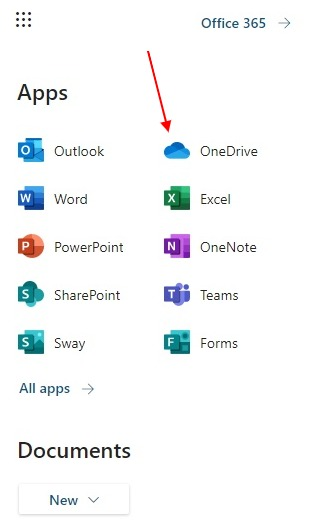 Office 365 →
Apps
Outlook OneDrive
Word Excel
PowerPoint OneNote
SharePoint Teams
Sway Forms
All apps →
Documents
New